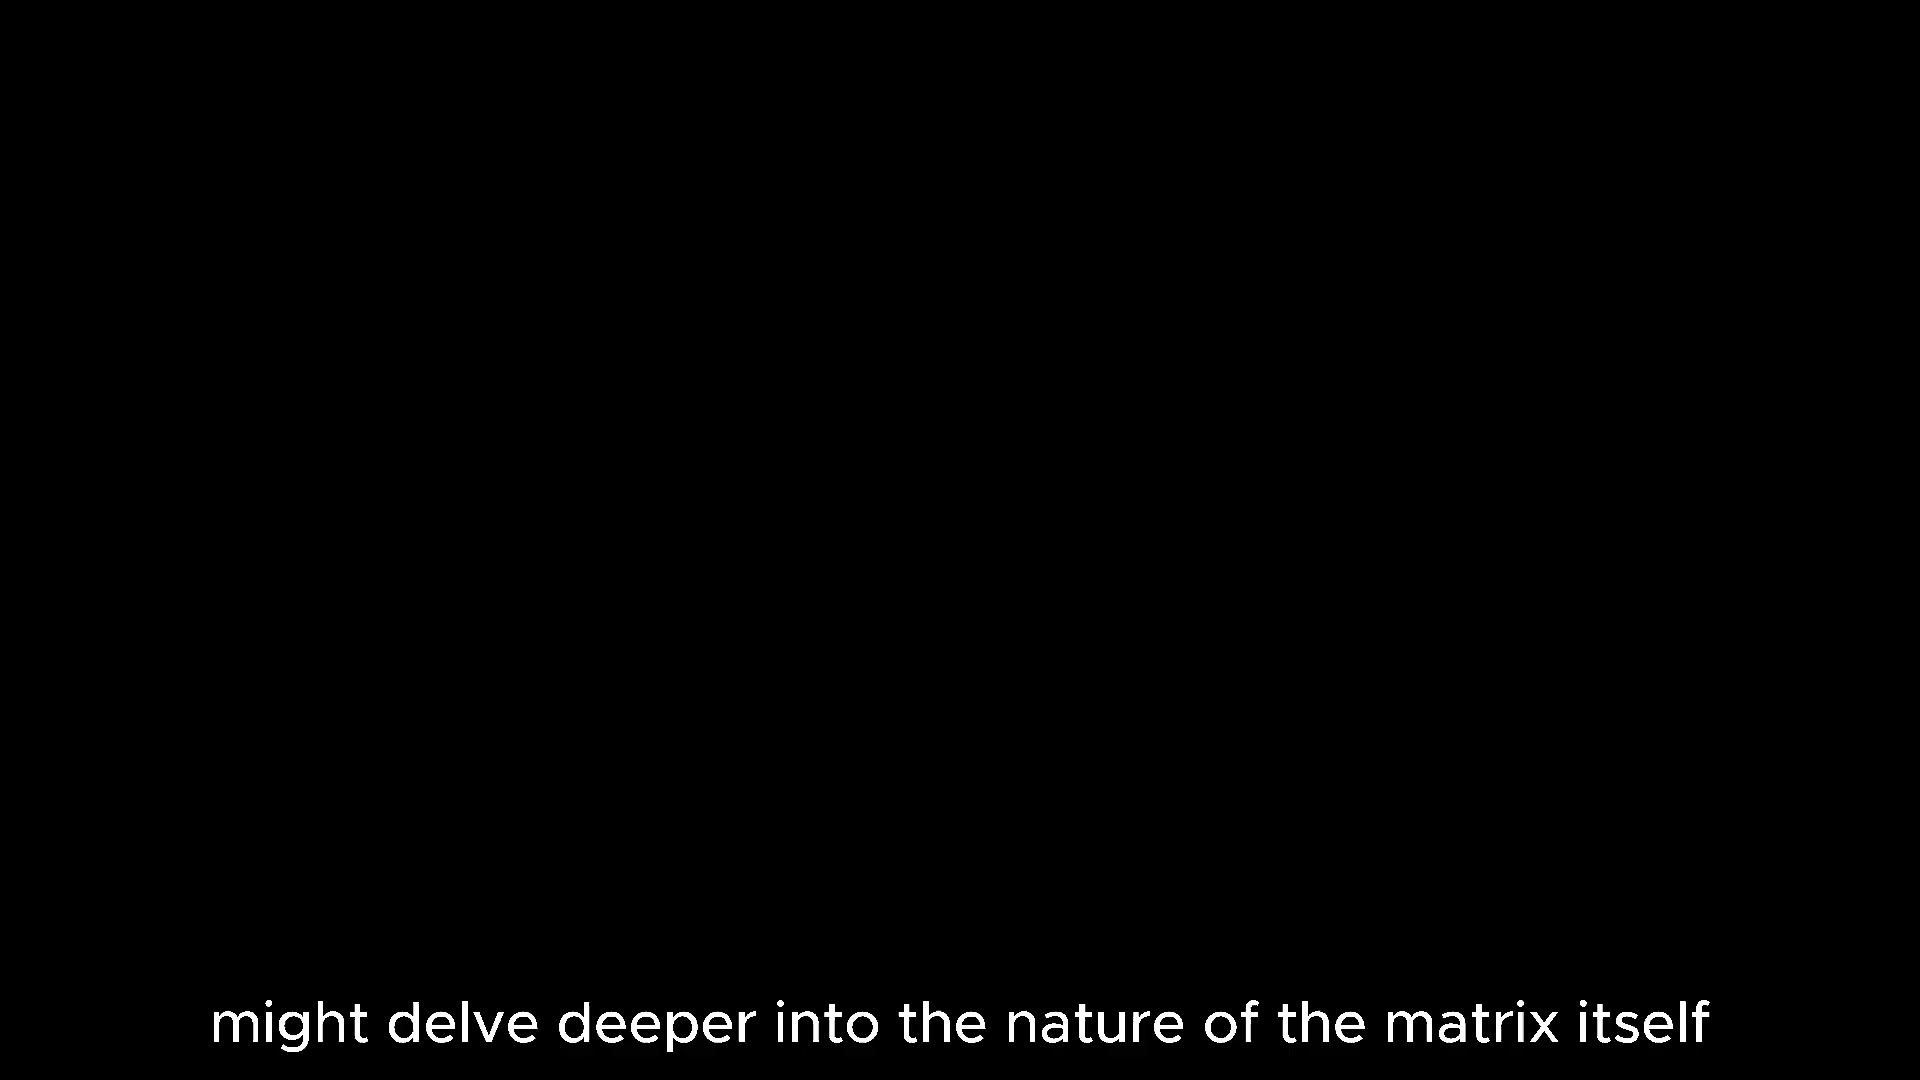 might delve deeper into the nature of the matrix itself